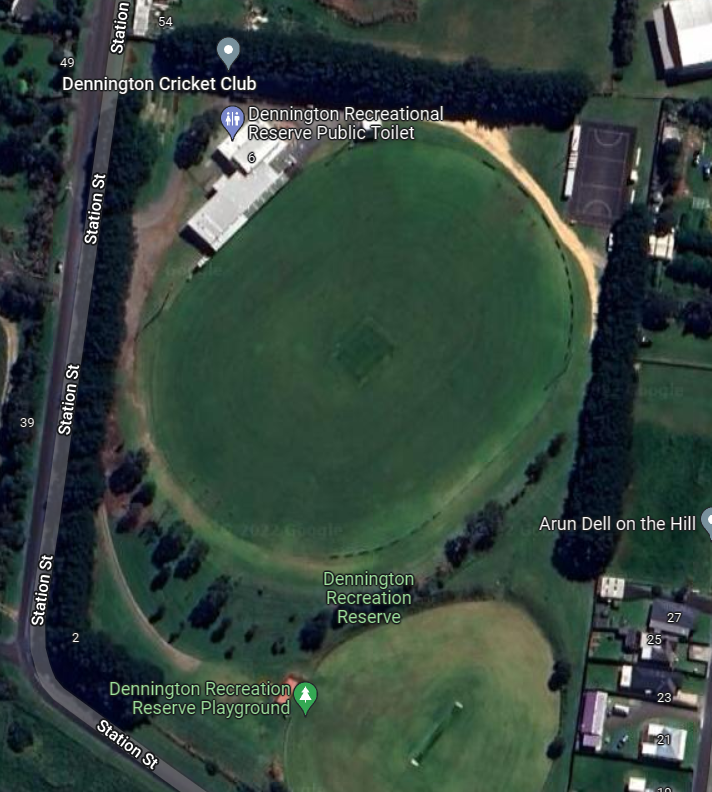 Station
54
49
Dennington Cricket Club
Dennington Recreational
Reserve Public Toilet
6
Station St
Google
Station St
Google
39
Arun Dell on the Hill
Google
Station St
Dennington
Recreation
Reserve
27
2
25
Dennington Recreation
Reserve Playground
23
21
Station St